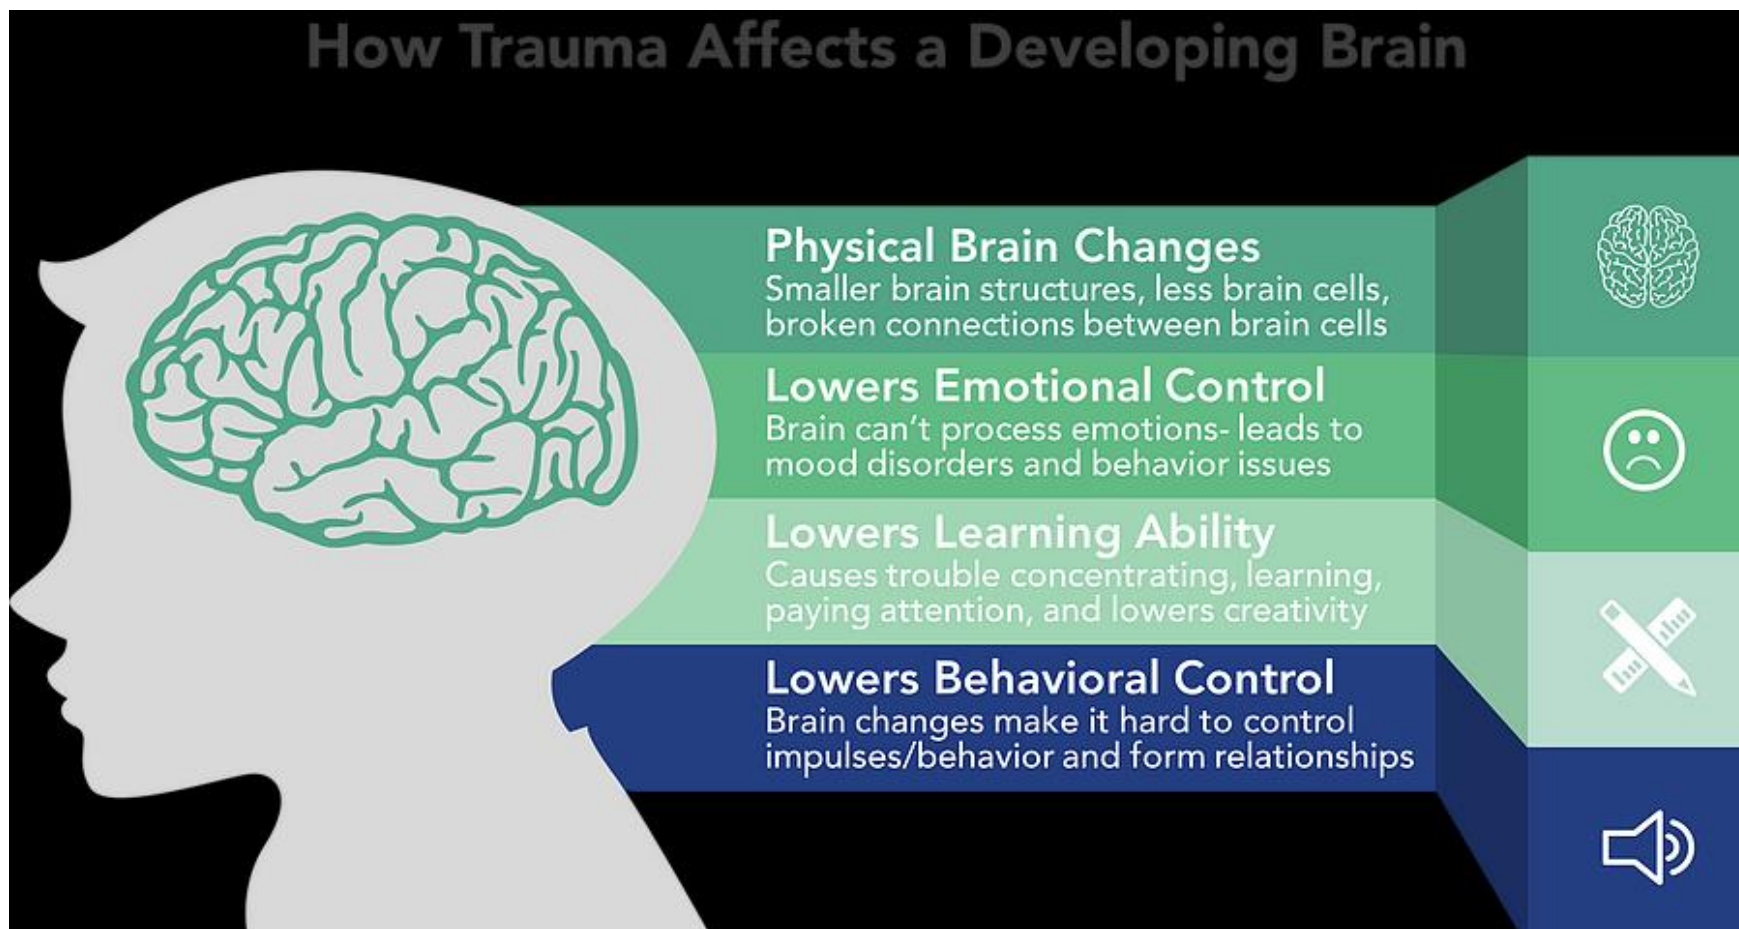 How Trauma Affects a Developing Brain
Physical Brain Changes
Smaller brain structures, less brain cells,
broken connections between brain cells
Lowers Emotional Control
Brain can't process emotions- leads to
mood disorders and behavior issues
Lowers Learning Ability
Causes trouble concentrating, learning,
paying attention, and lowers creativity
Lowers Behavioral Control
Brain changes make it hard to control
impulses/behavior and form relationships